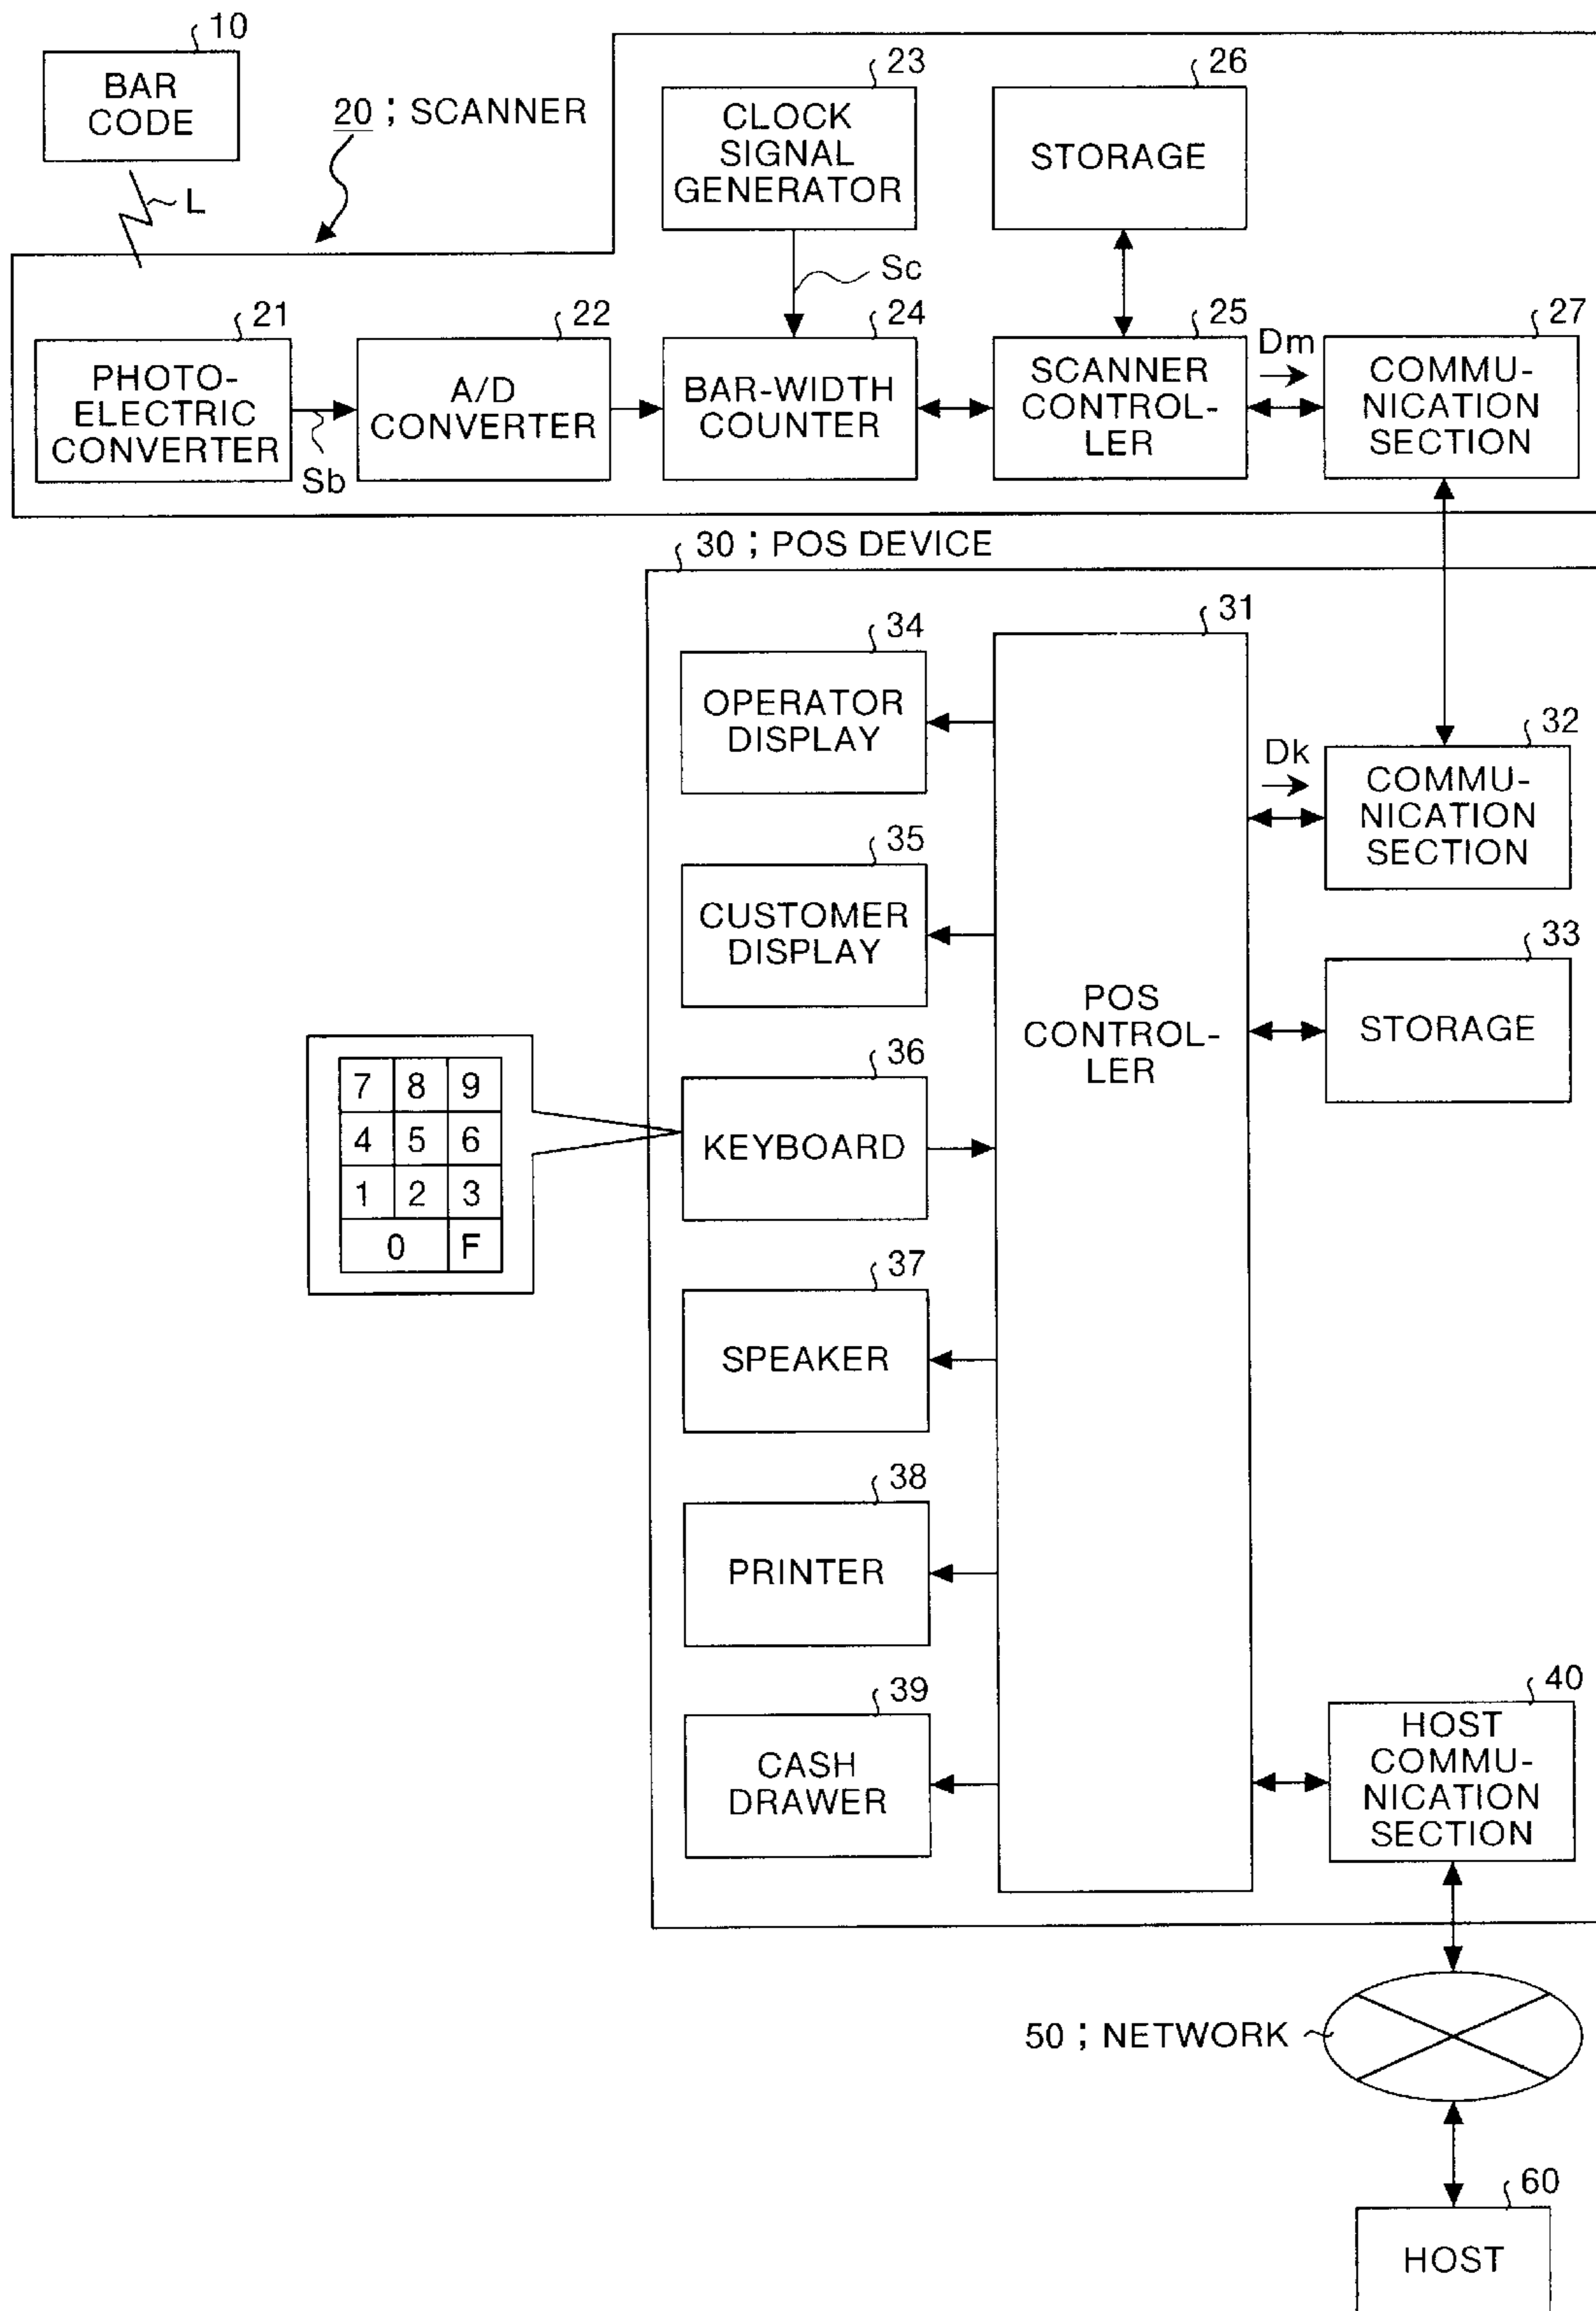 10
BAR
CODE
L
20 ; SCANNER
23
CLOCK
SIGNAL
GENERATOR
Sc
26
STORAGE
21
PHOTO-
ELECTRIC
CONVERTER
Sb
22
A/D
CONVERTER
24
BAR-WIDTH
COUNTER
25
SCANNER
CONTROL-
LER
Dm
27
COMMU-
NICATION
SECTION
30 ; POS DEVICE
34
OPERATOR
DISPLAY
31
POS
CONTROL-
LER
Dk
32
COMMU-
NICATION
SECTION
35
CUSTOMER
DISPLAY
33
STORAGE
7 8 9
4 5 6
1 2 3
0 F
36
KEYBOARD
37
SPEAKER
38
PRINTER
39
CASH
DRAWER
40
HOST
COMMU-
NICATION
SECTION
50 ; NETWORK
60
HOST